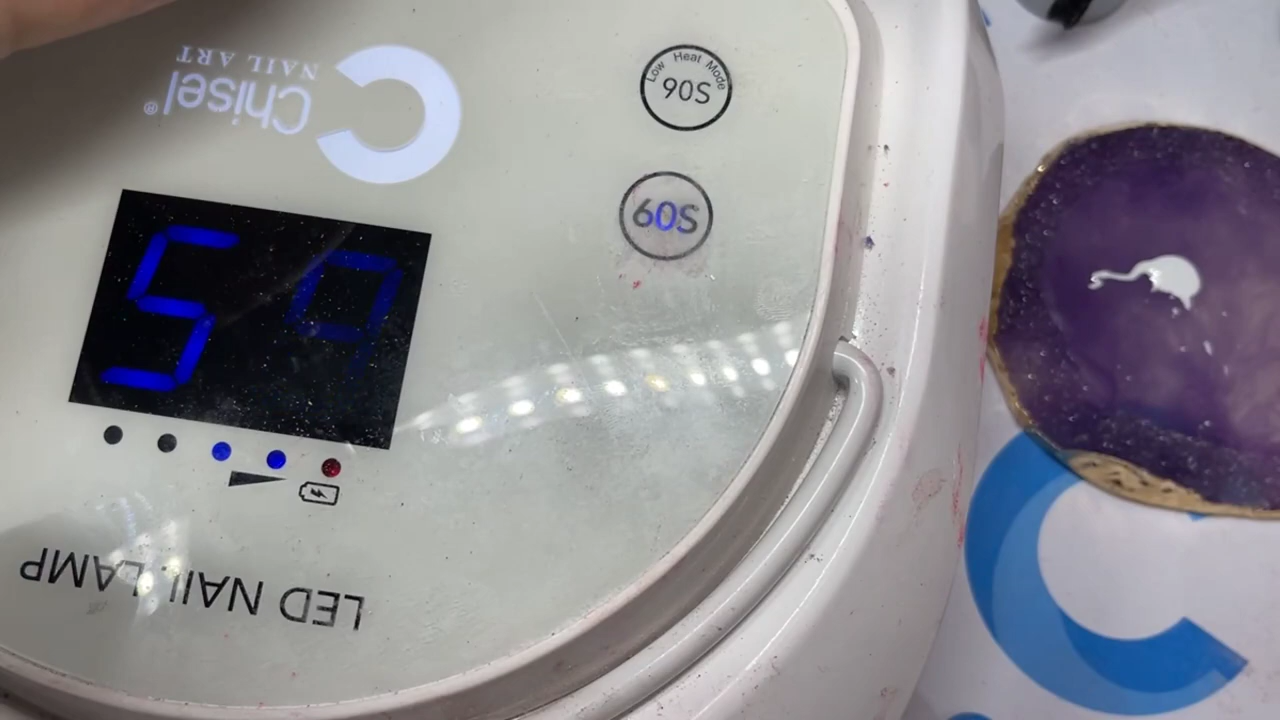 Chisel®
NAIL ART
Low Heat Mode
90S
60S
59
LED NAIL LAMP